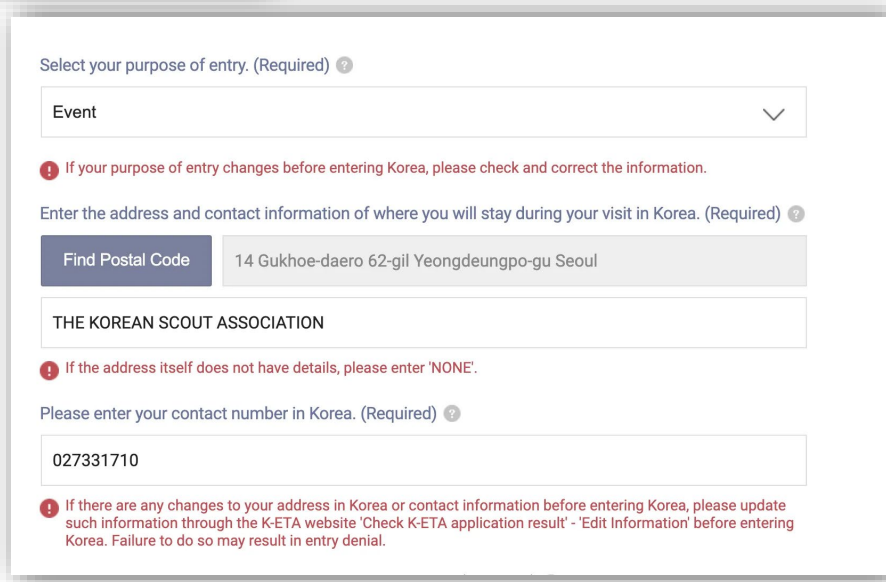 Select your purpose of entry. (Required) ?
Event
! If your purpose of entry changes before entering Korea, please check and correct the information.
Enter the address and contact information of where you will stay during your visit in Korea. (Required) ?
Find Postal Code 14 Gukhoe-daero 62-gil Yeongdeungpo-gu Seoul
THE KOREAN SCOUT ASSOCIATION
! If the address itself does not have details, please enter 'NONE'.
Please enter your contact number in Korea. (Required) ?
027331710
! If there are any changes to your address in Korea or contact information before entering Korea, please update
such information through the K-ETA website 'Check K-ETA application result' - 'Edit Information' before entering
Korea. Failure to do so may result in entry denial.